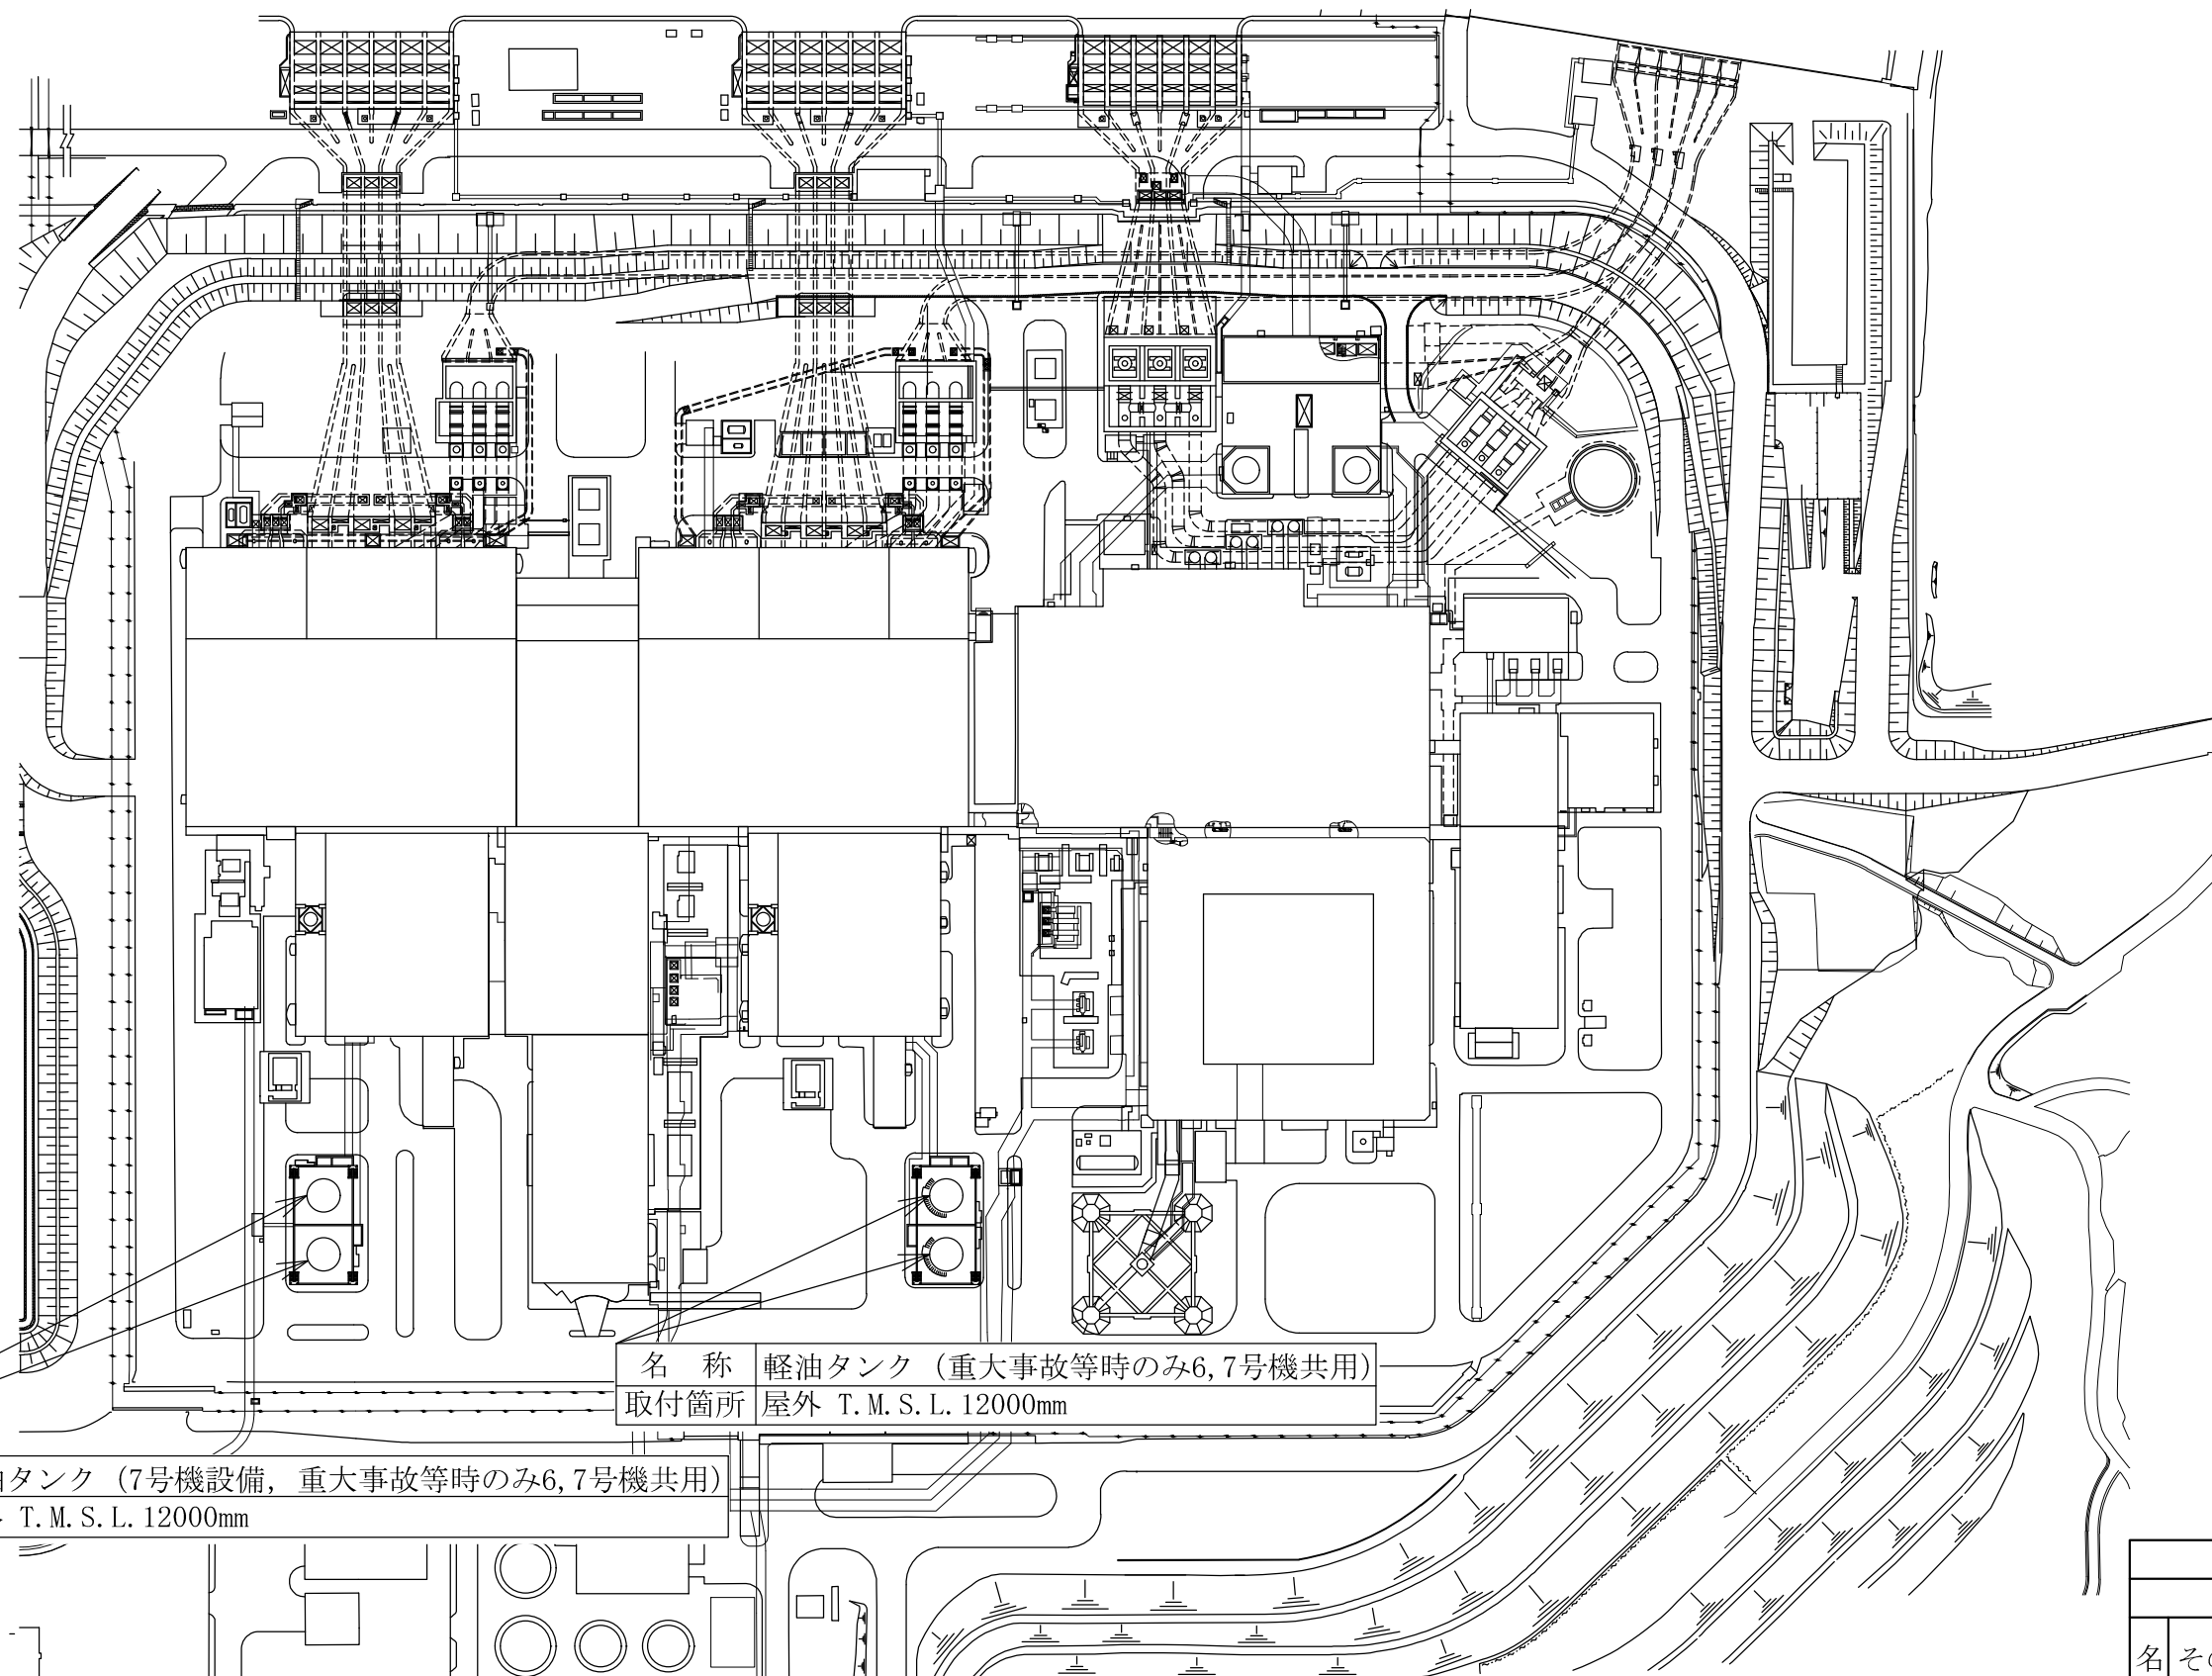 名 称 軽油タンク (重大事故等時のみ6,7号機共用)
取付箇所 屋外 T.M.S.L.12000mm
タンク (7号機設備, 重大事故等時のみ6,7号機共用)
T.M.S.L.12000mm
名